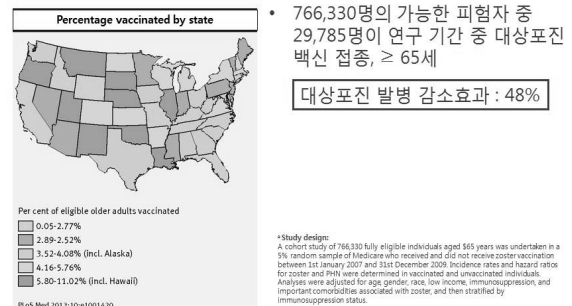 Percentage vaccinated by state
Per cent of eligible older adults vaccinated
0.05-2.77%
2.89-2.52%
3.52-4.08% (incl. Alaska)
4.16-5.76%
5.80-11.02% (incl. Hawaii)
PLoS Med 2013;10:e1001420
• 766,330명의 가능한 피험자 중
29,785명이 연구 기간 중 대상포진
백신 접종, ≥ 65세
대상포진 발병 감소효과 : 48%
Study design:
A cohort study of 766,330 fully eligible individuals aged ≥65 years was undertaken in a
5% random sample of Medicare who received and did not receive zoster vaccination
between 1st January 2007 and 31st December 2009. Incidence rates and hazard ratios
for zoster and PHN were determined in vaccinated and unvaccinated individuals.
Analyses were adjusted for age, gender, race, low income, immunosuppression, and
important comorbidities associated with zoster, and then stratified by
immunosuppression status.